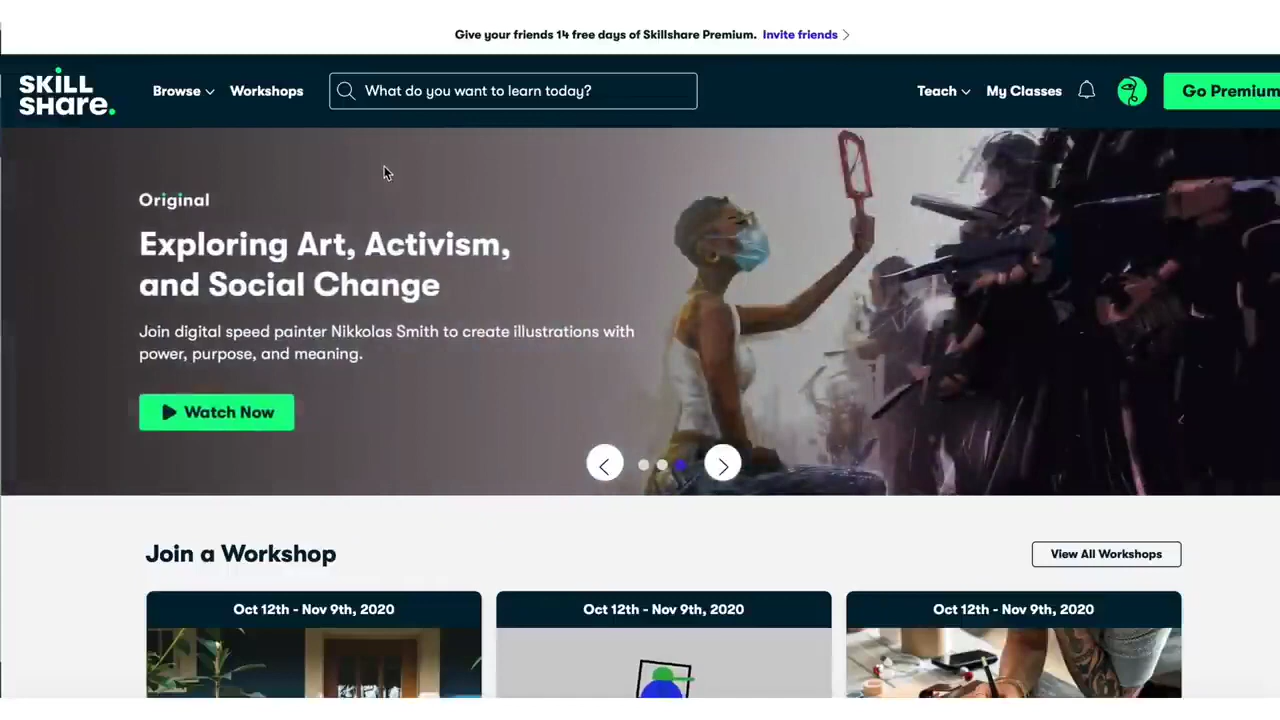 Give your friends 14 free days of Skillshare Premium. Invite friends
SKILL
SHARE.
Browse
Workshops
What do you want to learn today?
Teach
My Classes
Go Premium
Original
Exploring Art, Activism,
and Social Change
Join digital speed painter Nikkolas Smith to create illustrations with
power, purpose, and meaning.
Watch Now
Join a Workshop
View All Workshops
Oct 12th - Nov 9th, 2020
Oct 12th - Nov 9th, 2020
Oct 12th - Nov 9th, 2020